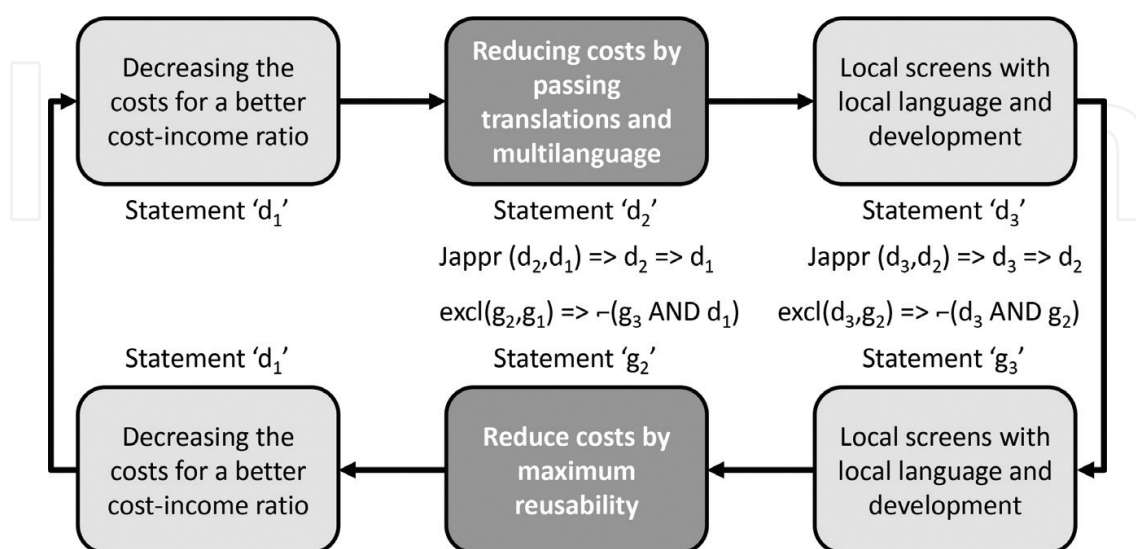 Decreasing the
costs for a better
cost-income ratio
Reducing costs by
passing
translations and
multilanguage
Local screens with
local language and
development
Statement ‘d₁’
Statement ‘d₂’
Statement ‘d₃’
Jappr (d₂,d₁) => d₂ => d₁
Jappr (d₃,d₂) => d₃ => d₂
excl(g₂,g₁) => ⌐(g₃ AND d₁)
excl(d₃,g₂) => ⌐(d₃ AND g₂)
Statement ‘d₁’
Statement ‘g₂’
Statement ‘g₃’
Decreasing the
costs for a better
cost-income ratio
Reduce costs by
maximum
reusability
Local screens with
local language and
development